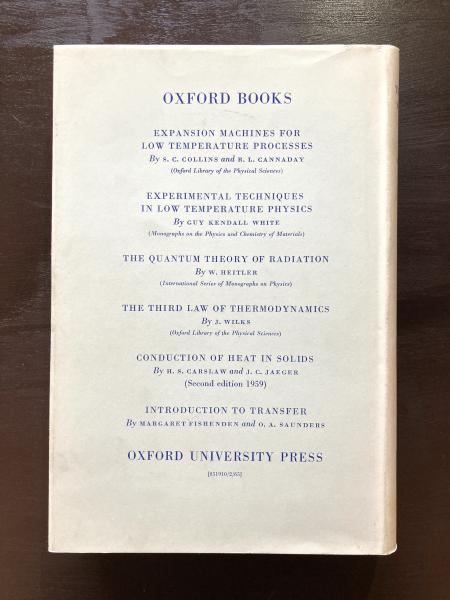 OXFORD BOOKS
EXPANSION MACHINES FOR
LOW TEMPERATURE PROCESSES
By S. C. COLLINS and R. L. CANNADAY
(Oxford Library of the Physical Sciences)
EXPERIMENTAL TECHNIQUES
IN LOW TEMPERATURE PHYSICS
By GUY KENDALL WHITE
(Monographs on the Physics and Chemistry of Materials)
THE QUANTUM THEORY OF RADIATION
By W. HEITLER
(International Series of Monographs on Physics)
THE THIRD LAW OF THERMODYNAMICS
By J. WILKS
(Oxford Library of the Physical Sciences)
CONDUCTION OF HEAT IN SOLIDS
By H. S. CARSLAW and J. C. JAEGER
(Second edition 1959)
INTRODUCTION TO TRANSFER
By MARGARET FISHENDEN and O. A. SAUNDERS
OXFORD UNIVERSITY PRESS
[851910/2/65]